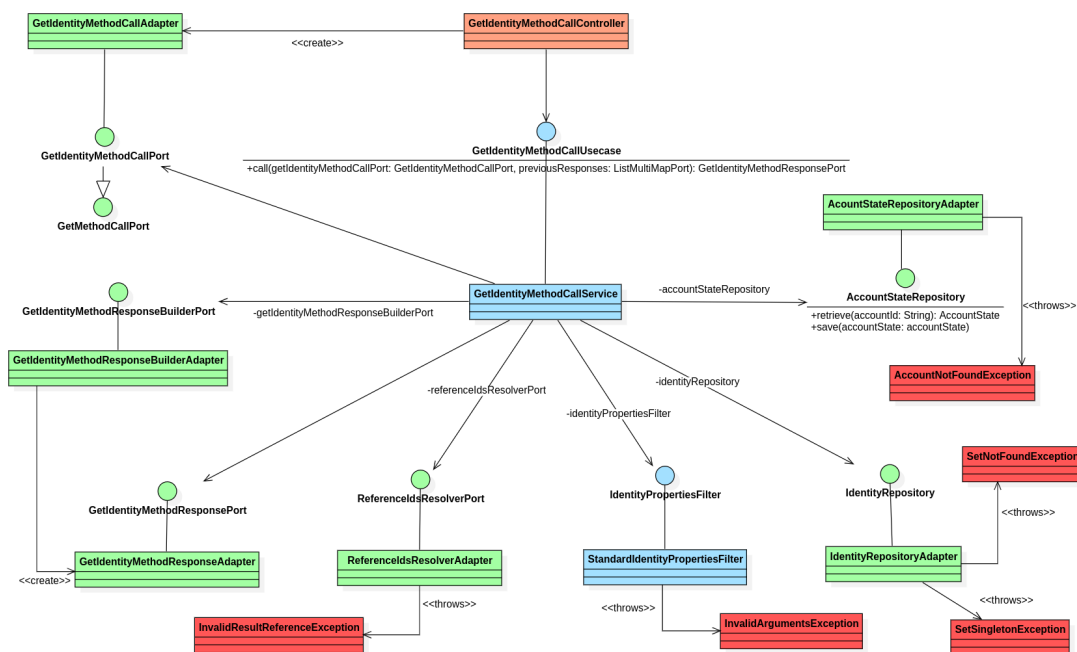 GetIdentityMethodCallAdapter
GetIdentityMethodCallController
<<create>>
GetIdentityMethodCallPort
GetIdentityMethodCallUsecase
+call(getIdentityMethodCallPort: GetIdentityMethodCallPort, previousResponses: ListMultiMapPort): GetIdentityMethodResponsePort
GetMethodCallPort
AcountStateRepositoryAdapter
GetIdentityMethodCallService
-accountStateRepository
AccountStateRepository
<<throws>>
+retrieve(accountId: String): AccountState
+save(accountState: accountState)
GetIdentityMethodResponseBuilderPort
-getIdentityMethodResponseBuilderPort
GetIdentityMethodResponseBuilderAdapter
AccountNotFoundException
-identityRepository
-referenceIdsResolverPort
-identityPropertiesFilter
SetNotFoundException
GetIdentityMethodResponsePort
ReferenceIdsResolverPort
IdentityPropertiesFilter
IdentityRepository
<<throws>>
GetIdentityMethodResponseAdapter
ReferenceIdsResolverAdapter
StandardIdentityPropertiesFilter
IdentityRepositoryAdapter
<<create>>
<<throws>>
<<throws>>
<<throws>>
InvalidResultReferenceException
InvalidArgumentsException
SetSingletonException